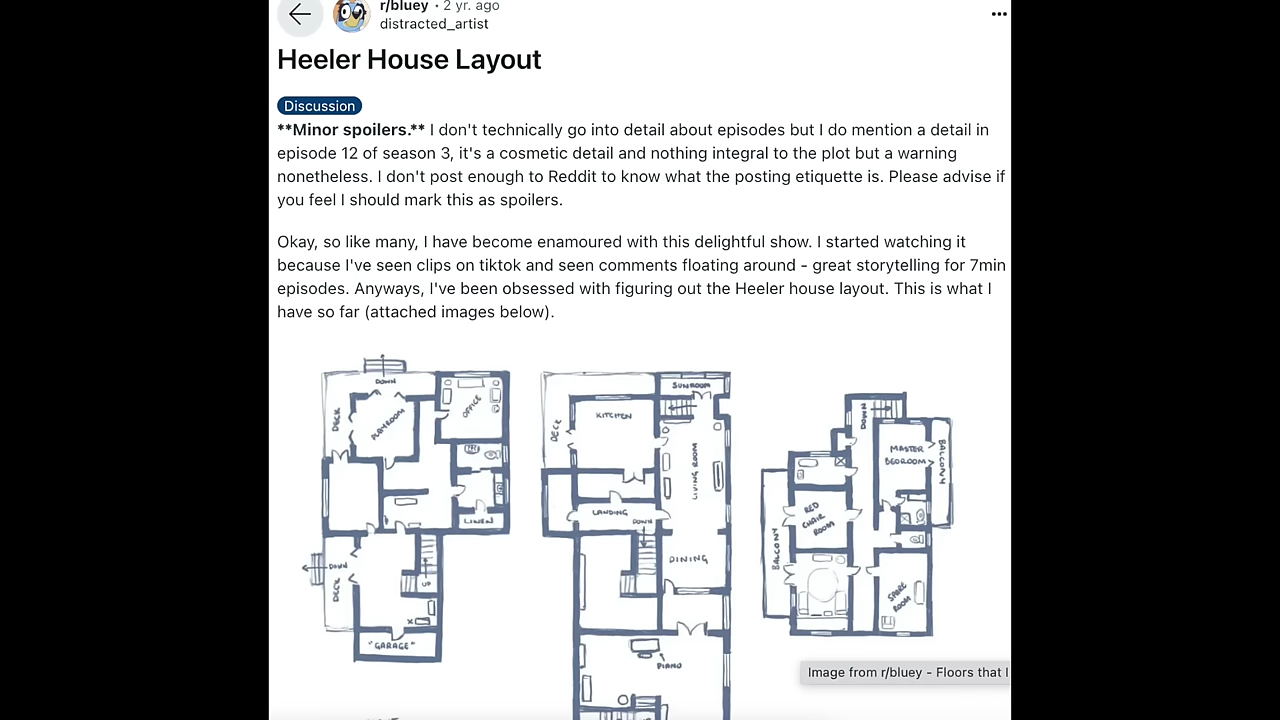 r/bluey · 2 yr. ago
distracted_artist
Heeler House Layout
Discussion
**Minor spoilers.** I don't technically go into detail about episodes but I do mention a detail in
episode 12 of season 3, it's a cosmetic detail and nothing integral to the plot but a warning
nonetheless. I don't post enough to Reddit to know what the posting etiquette is. Please advise if
you feel I should mark this as spoilers.
Okay, so like many, I have become enamoured with this delightful show. I started watching it
because I've seen clips on tiktok and seen comments floating around - great storytelling for 7min
episodes. Anyways, I've been obsessed with figuring out the Heeler house layout. This is what I
have so far (attached images below).
DOWN
DECK
PLAYROOM
OFFICE
LINEN
DOWN
DECK
UP
"GARAGE"
SUNROOM
KITCHEN
DECK
LIVING ROOM
LANDING
DOWN
DINING
PIANO
DOWN
MASTER
BEDROOM
BALCONY
RED
CHAIR
ROOM
BALCONY
SPARE
ROOM
Image from r/bluey - Floors that I